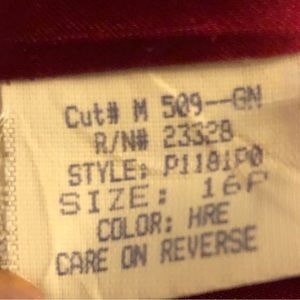 Cut# M 509--GN
R/N# 23328
STYLE: P1181P0
SIZE: 16P
COLOR: HRE
CARE ON REVERSE